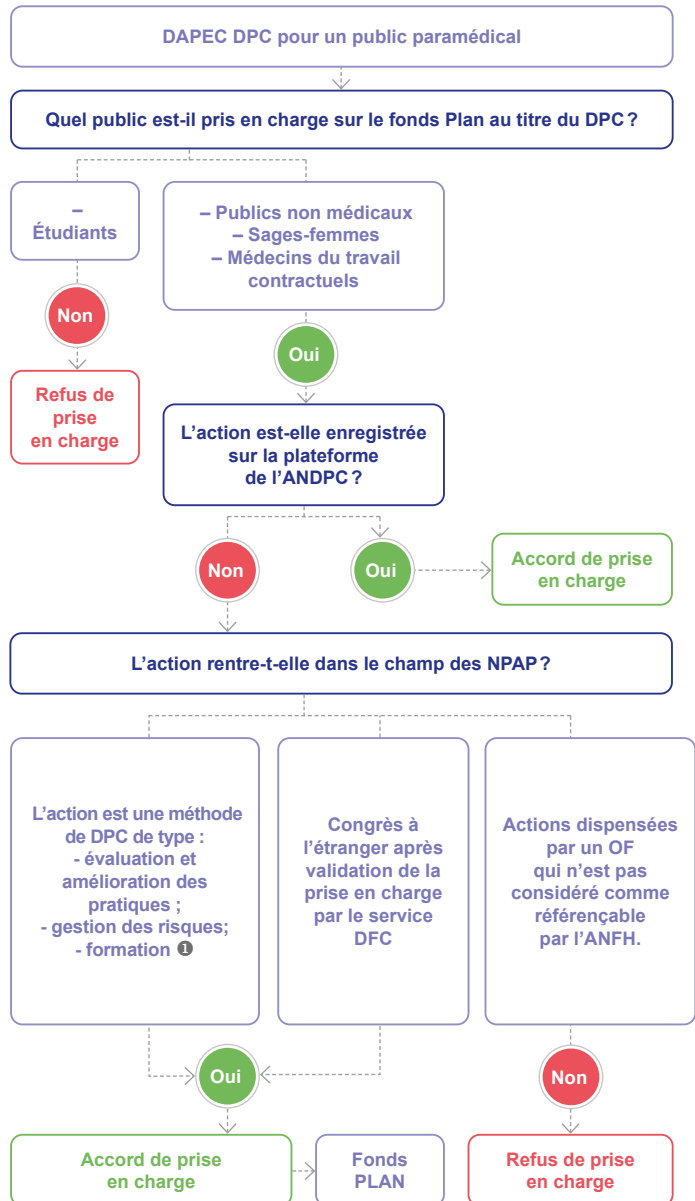 DAPEC DPC pour un public paramédical
Quel public est-il pris en charge sur le fonds Plan au titre du DPC ?
–
Étudiants
– Publics non médicaux
– Sages-femmes
– Médecins du travail
contractuels
Non
Oui
Refus de
prise
en charge
L'action est-elle enregistrée
sur la plateforme
de l'ANDPC ?
Non
Oui
Accord de prise
en charge
L'action rentre-t-elle dans le champ des NPAP ?
L'action est une méthode
de DPC de type :
- évaluation et
amélioration des
pratiques ;
- gestion des risques;
- formation ❶
Congrès à
l'étranger après
validation de la
prise en charge
par le service
DFC
Actions dispensées
par un OF
qui n'est pas
considéré comme
référençable
par l'ANFH.
Oui
Non
Accord de prise
en charge
Fonds
PLAN
Refus de prise
en charge